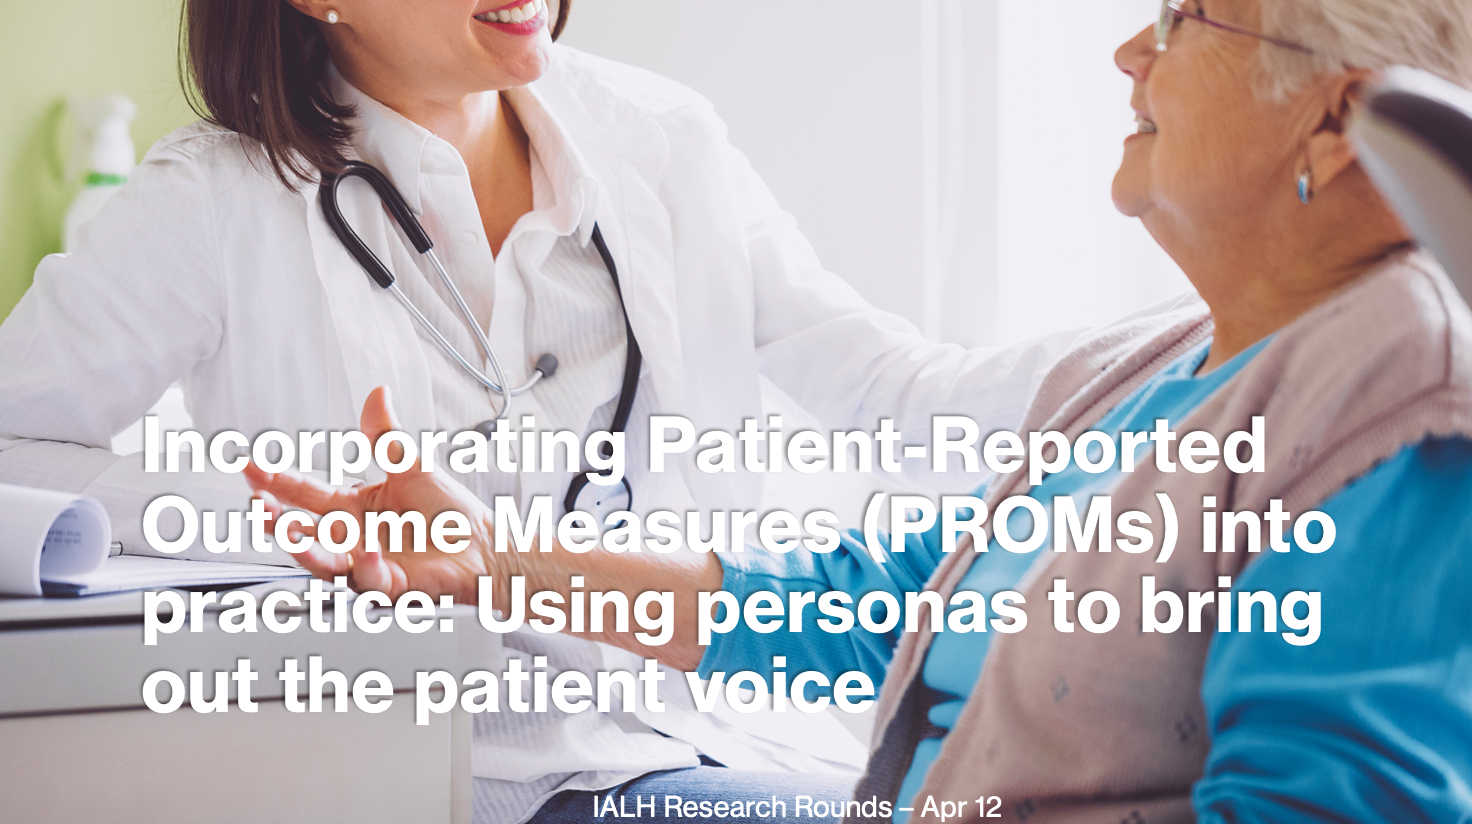 Incorporating Patient-Reported
Outcome Measures (PROMs) into
practice: Using personas to bring
out the patient voice
IALH Research Rounds – Apr 12